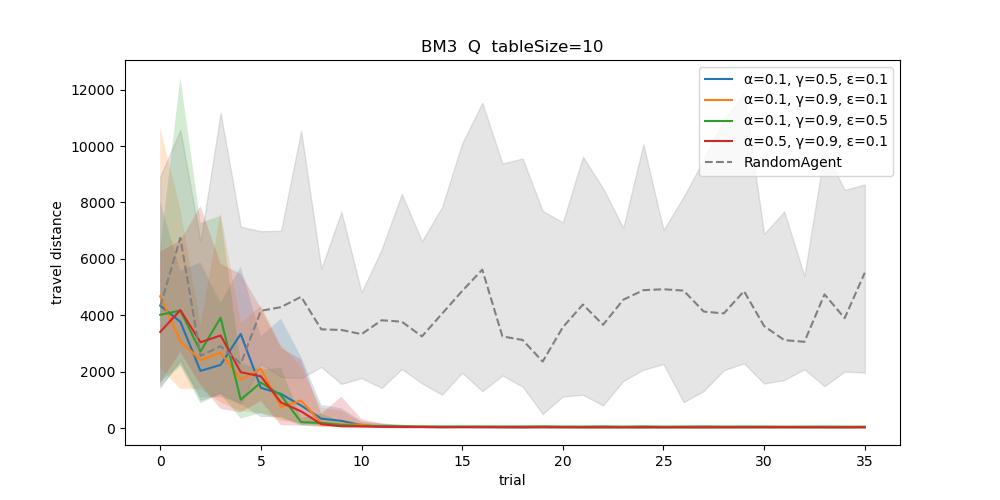 BM3  Q  tableSize=10
travel distance
12000
10000
8000
6000
4000
2000
0
0
5
10
15
20
25
30
35
trial
α=0.1, γ=0.5, ε=0.1
α=0.1, γ=0.9, ε=0.1
α=0.1, γ=0.9, ε=0.5
α=0.5, γ=0.9, ε=0.1
RandomAgent